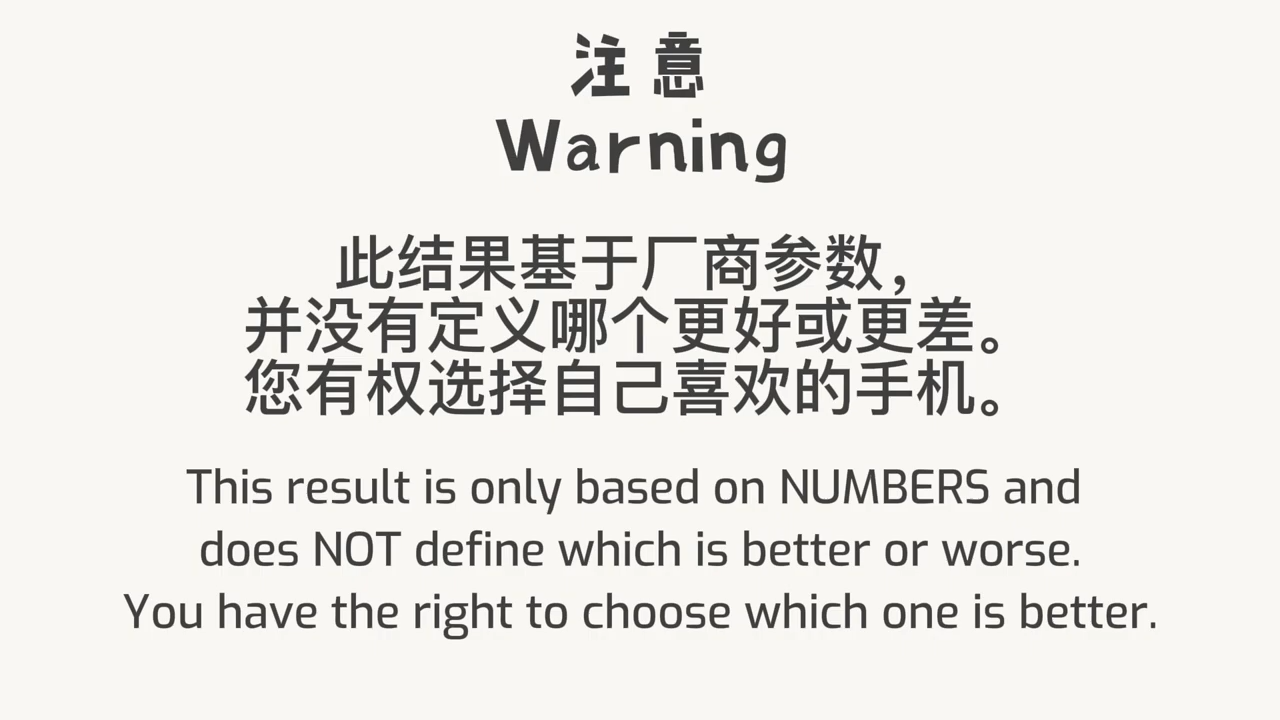 注意
Warning
此结果基于厂商参数，
并没有定义哪个更好或更差。
您有权选择自己喜欢的手机。
This result is only based on NUMBERS and
does NOT define which is better or worse.
You have the right to choose which one is better.